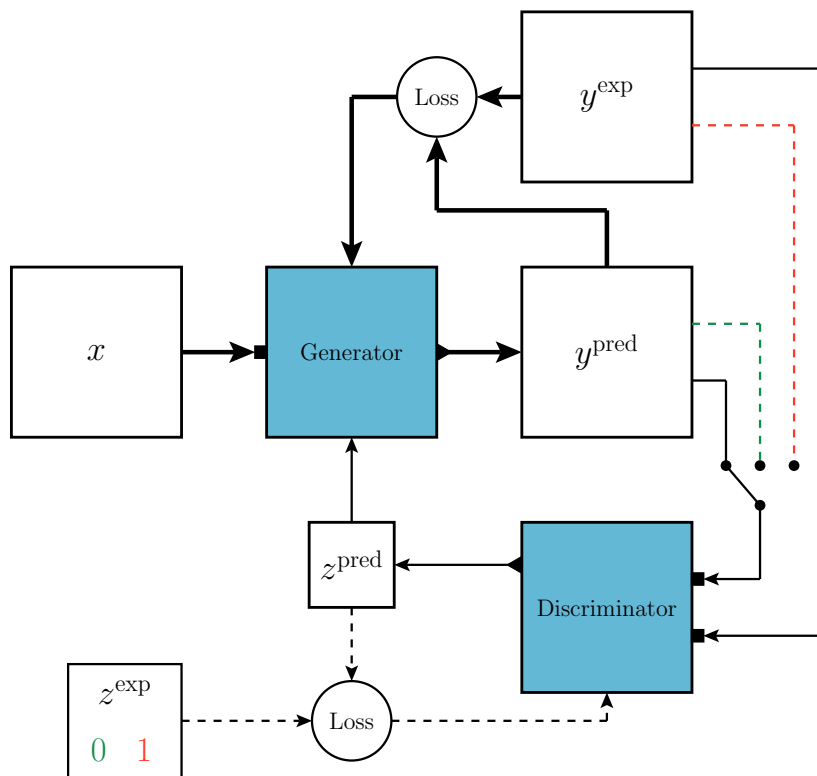 Loss
y^exp
x
Generator
y^pred
z^pred
Discriminator
z^exp
0 1
Loss